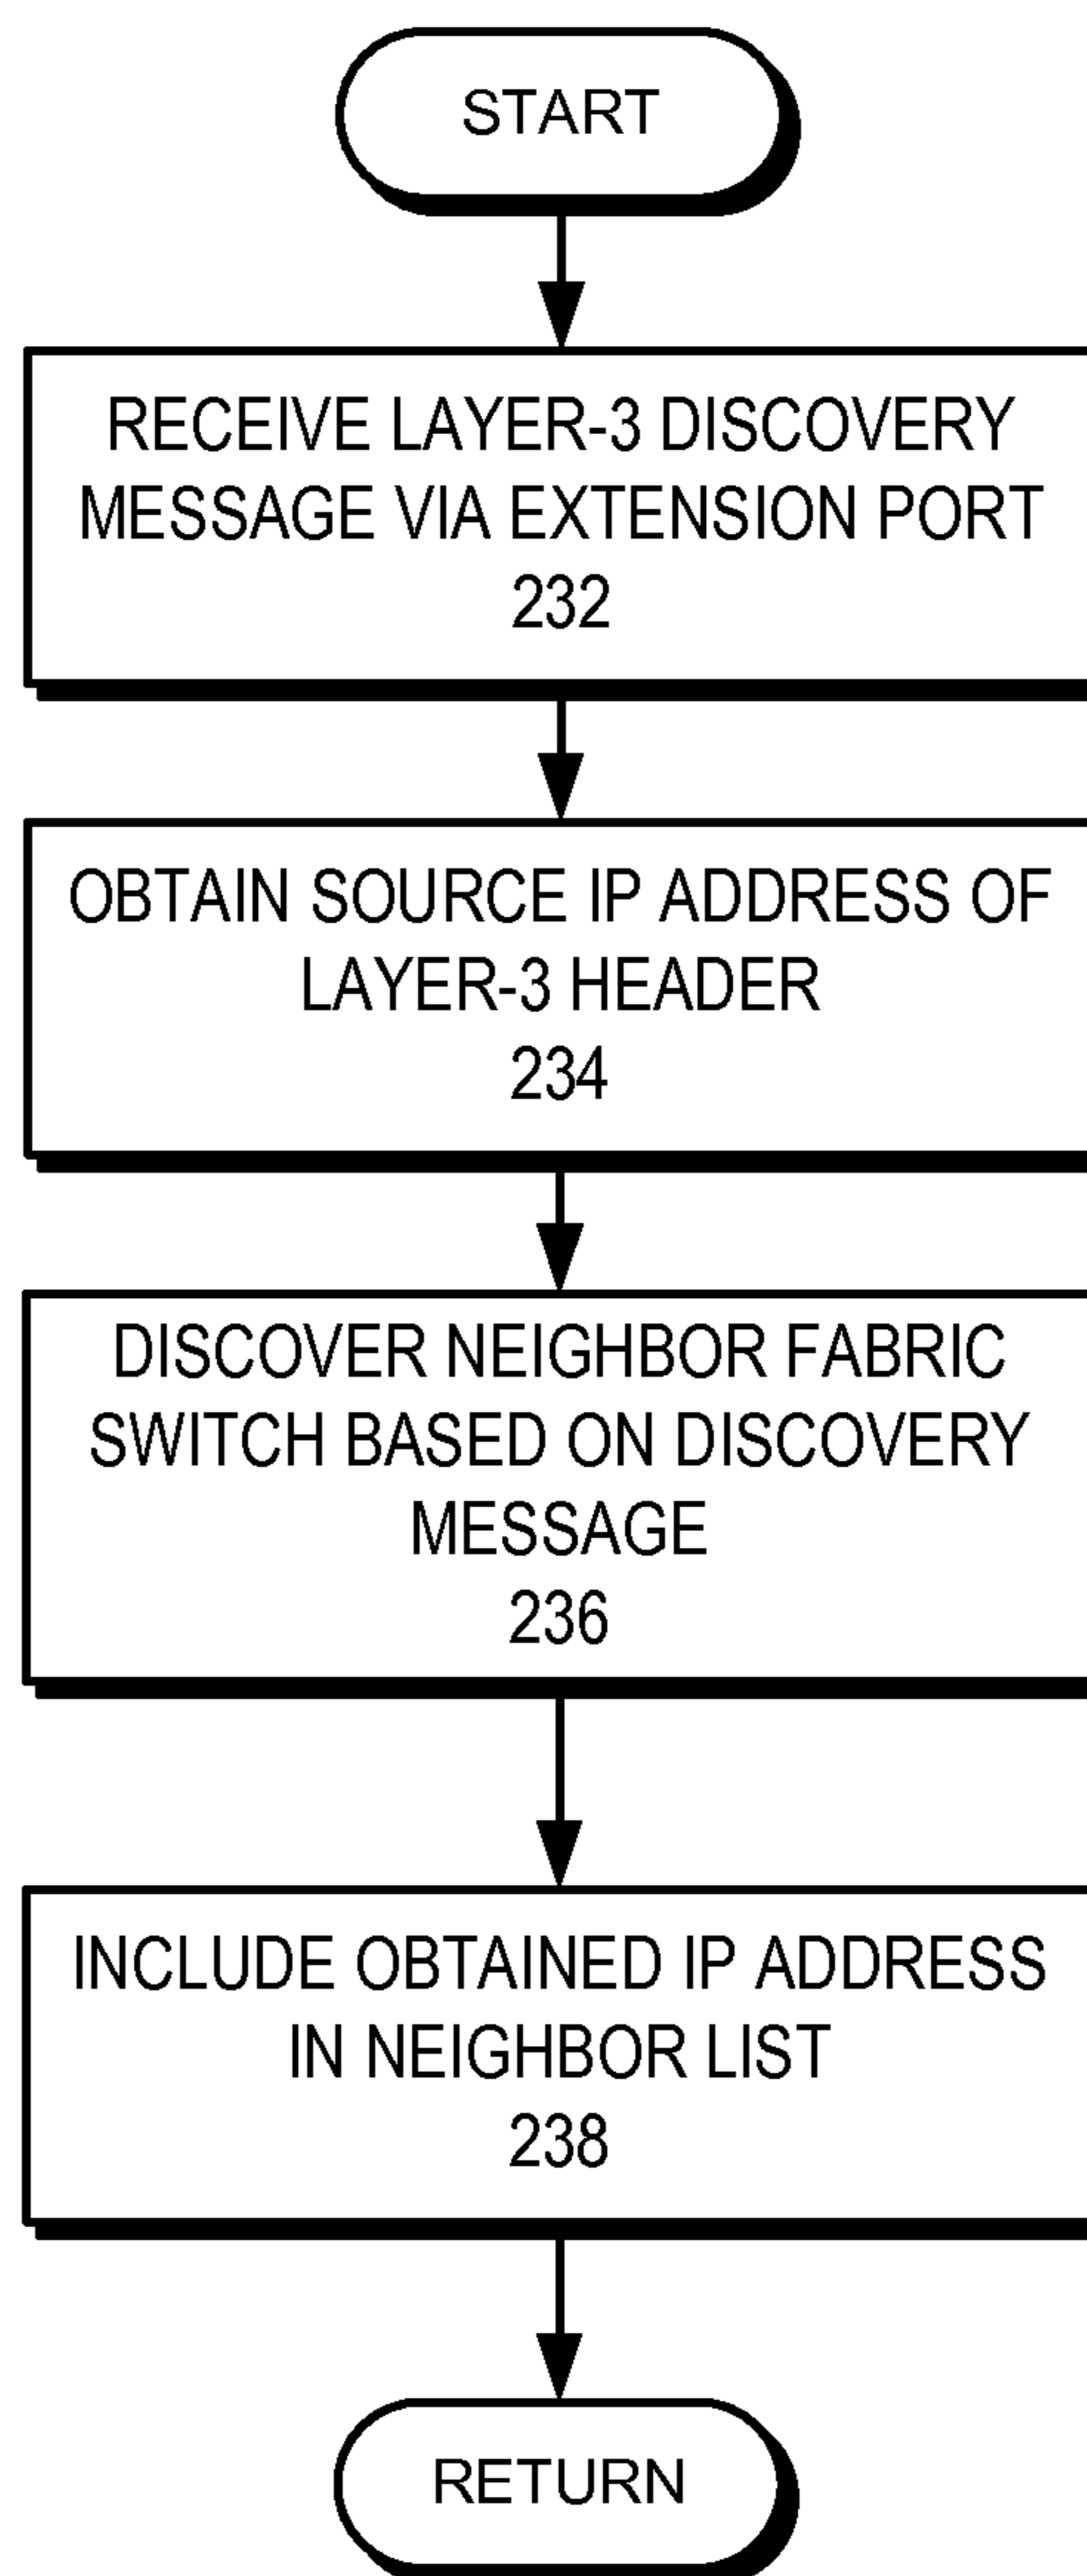 START
RECEIVE LAYER-3 DISCOVERY
MESSAGE VIA EXTENSION PORT
232
OBTAIN SOURCE IP ADDRESS OF
LAYER-3 HEADER
234
DISCOVER NEIGHBOR FABRIC
SWITCH BASED ON DISCOVERY
MESSAGE
236
INCLUDE OBTAINED IP ADDRESS
IN NEIGHBOR LIST
238
RETURN